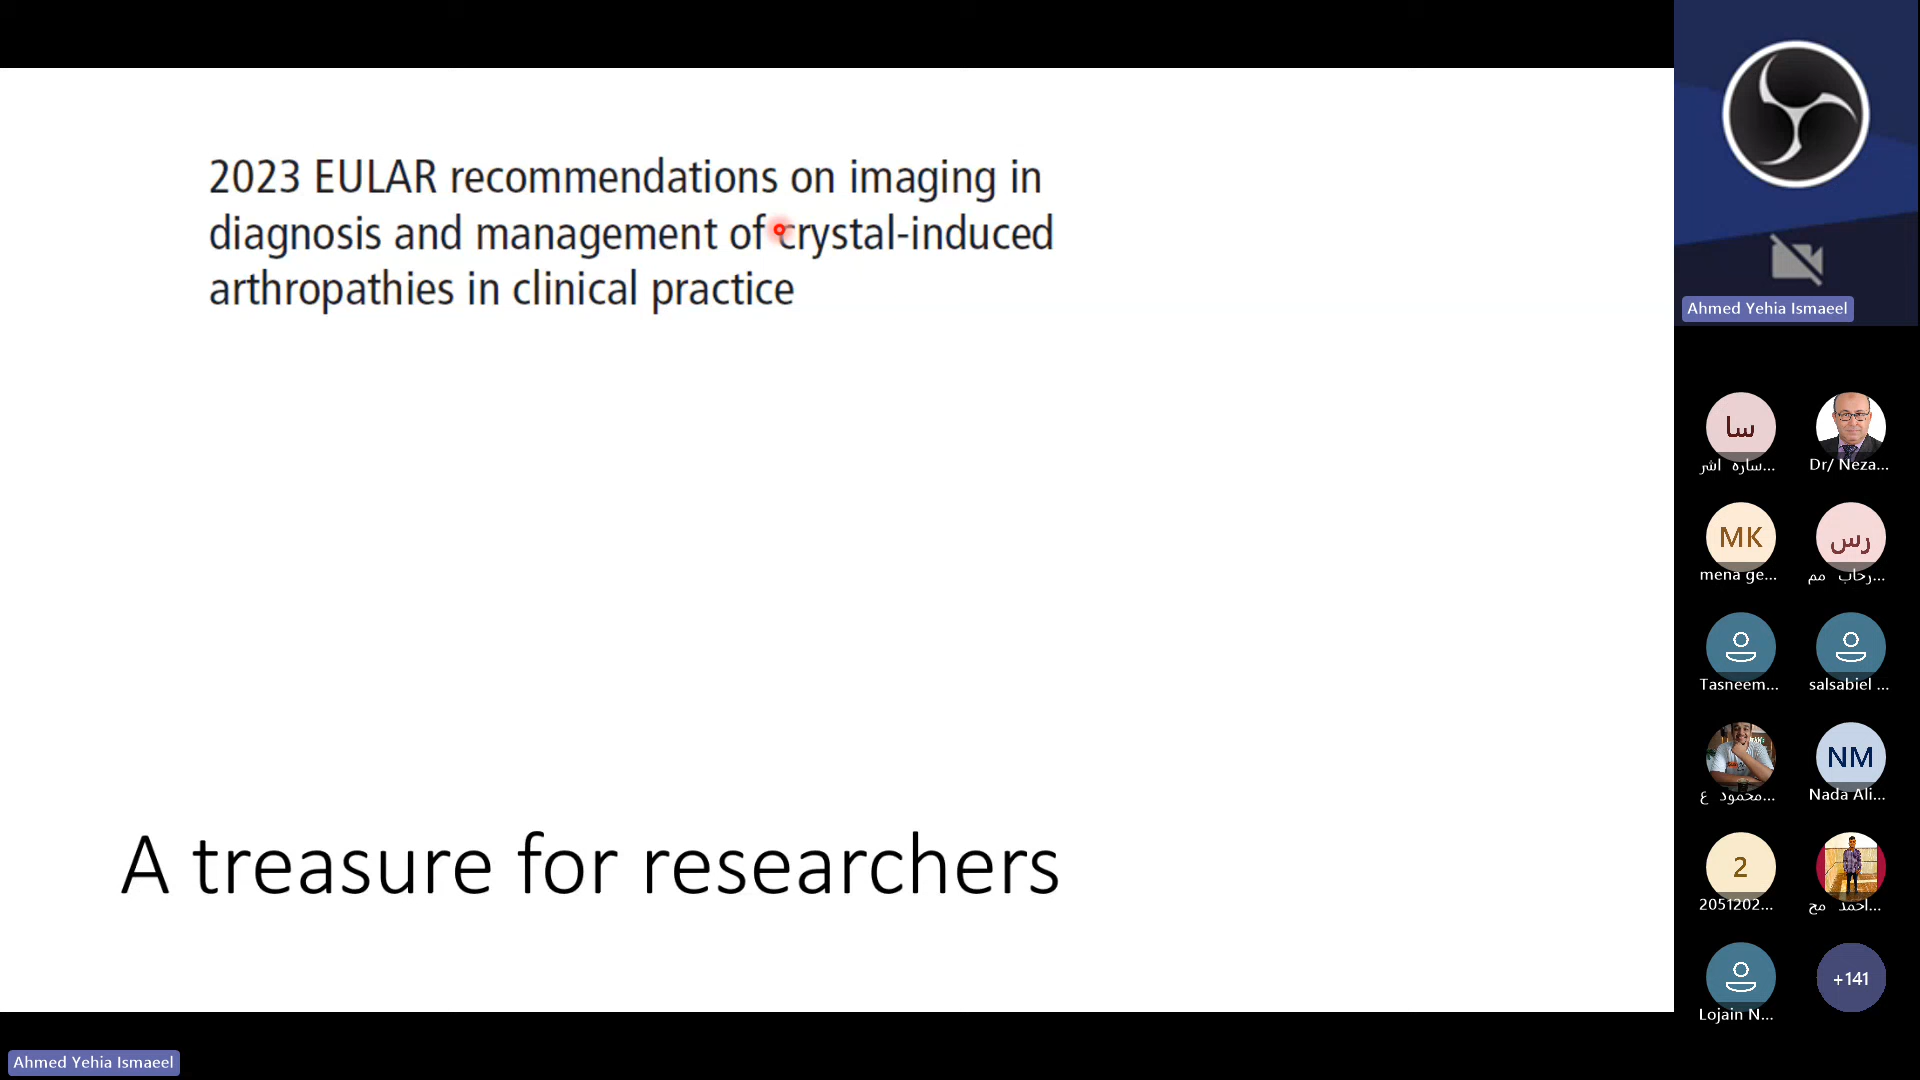 2023 EULAR recommendations on imaging in
diagnosis and management of crystal-induced
arthropathies in clinical practice
A treasure for researchers
Ahmed Yehia Ismaeel
سا
سارة اشر...
Dr/ Neza...
MK
mena ge...
رس
رحاب مم...
Tasneem...
salsabiel ...
محمود ع...
NM
Nada Ali...
2
2051202...
احمد مح...
Lojain N...
+141
Ahmed Yehia Ismaeel